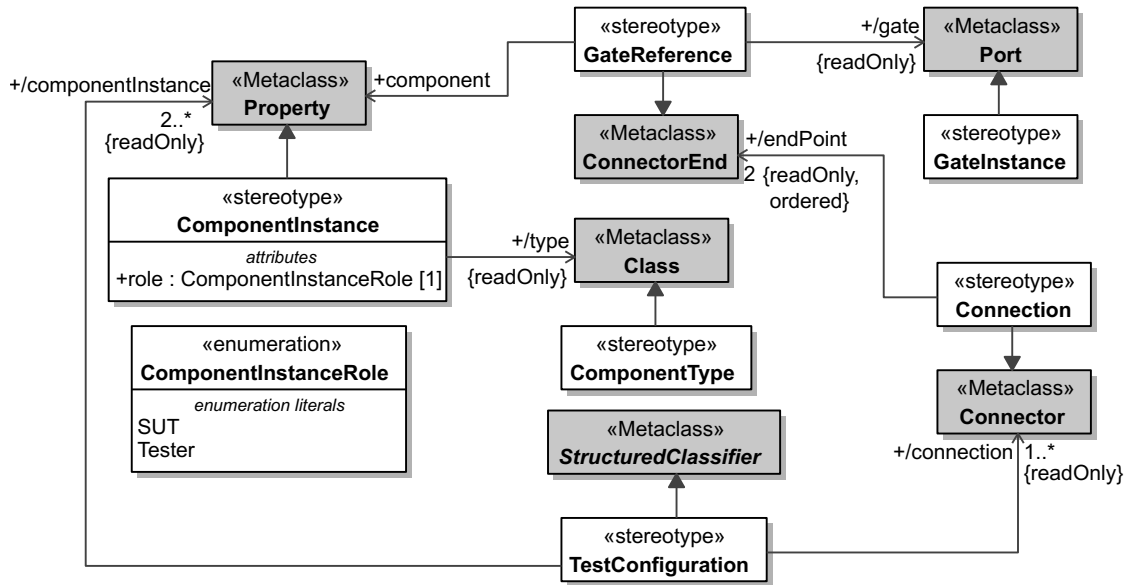 «stereotype»
GateReference
+/gate
{readOnly}
«Metaclass»
Port
+/componentInstance
2..*
{readOnly}
«Metaclass»
Property
+component
«Metaclass»
ConnectorEnd
+/endPoint
2 {readOnly,
ordered}
«stereotype»
GateInstance
«stereotype»
ComponentInstance
attributes
+role : ComponentInstanceRole [1]
+/type
{readOnly}
«Metaclass»
Class
«stereotype»
Connection
«enumeration»
ComponentInstanceRole
enumeration literals
SUT
Tester
«stereotype»
ComponentType
«Metaclass»
Connector
«Metaclass»
StructuredClassifier
+/connection
1..*
{readOnly}
«stereotype»
TestConfiguration